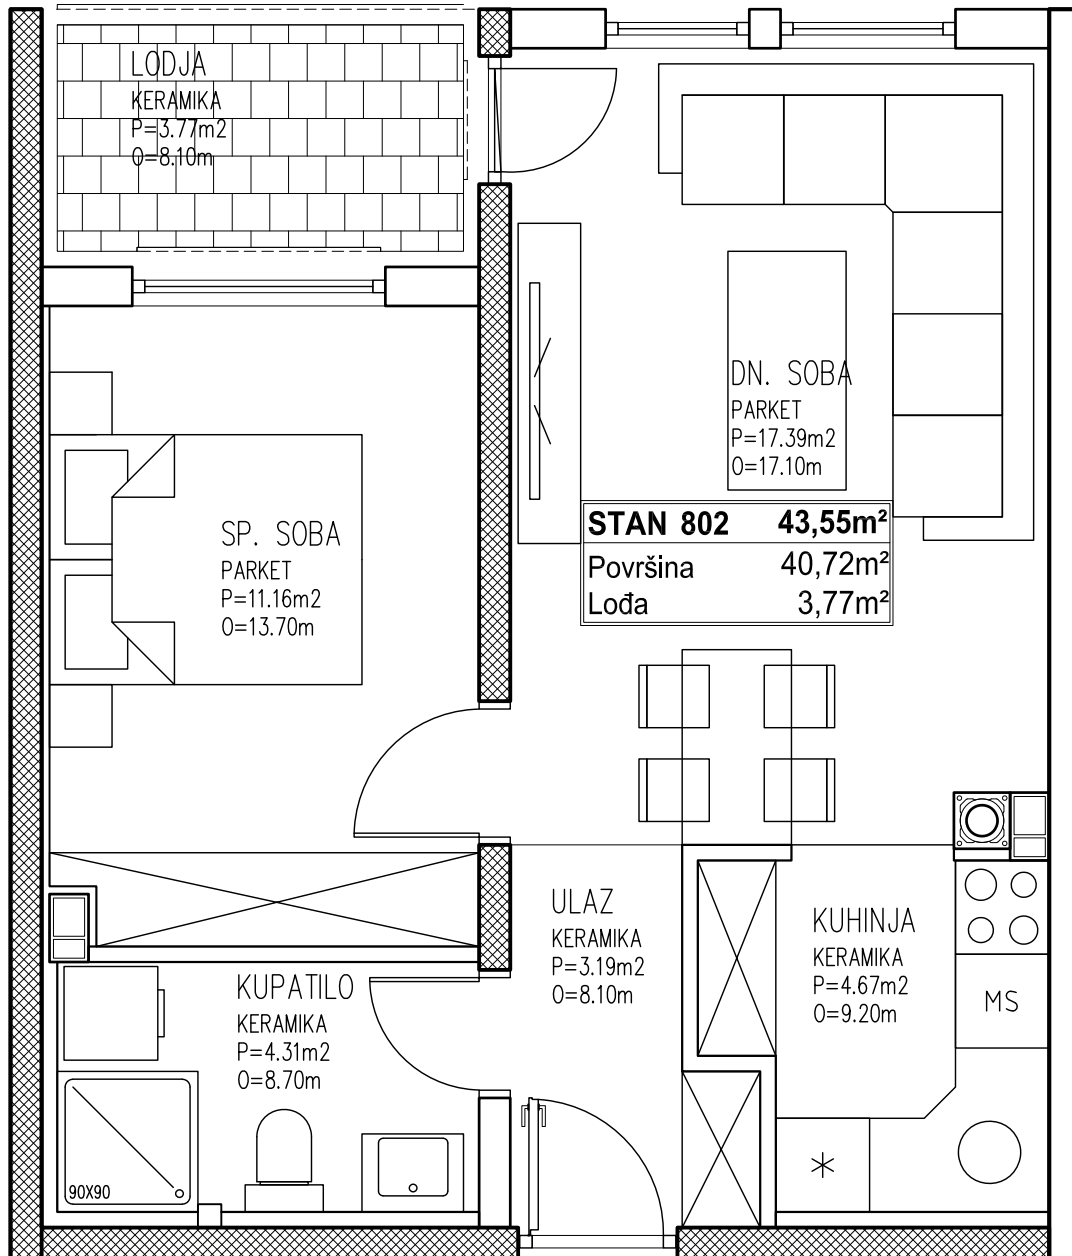 LODJA
KERAMIKA
P=3.77m2
O=8.10m
DN. SOBA
PARKET
P=17.39m2
O=17.10m
STAN 802 43,55m²
Površina 40,72m²
Lođa 3,77m²
SP. SOBA
PARKET
P=11.16m2
O=13.70m
ULAZ
KERAMIKA
P=3.19m2
O=8.10m
KUHINJA
KERAMIKA
P=4.67m2
O=9.20m
MS
KUPATILO
KERAMIKA
P=4.31m2
O=8.70m
90X90